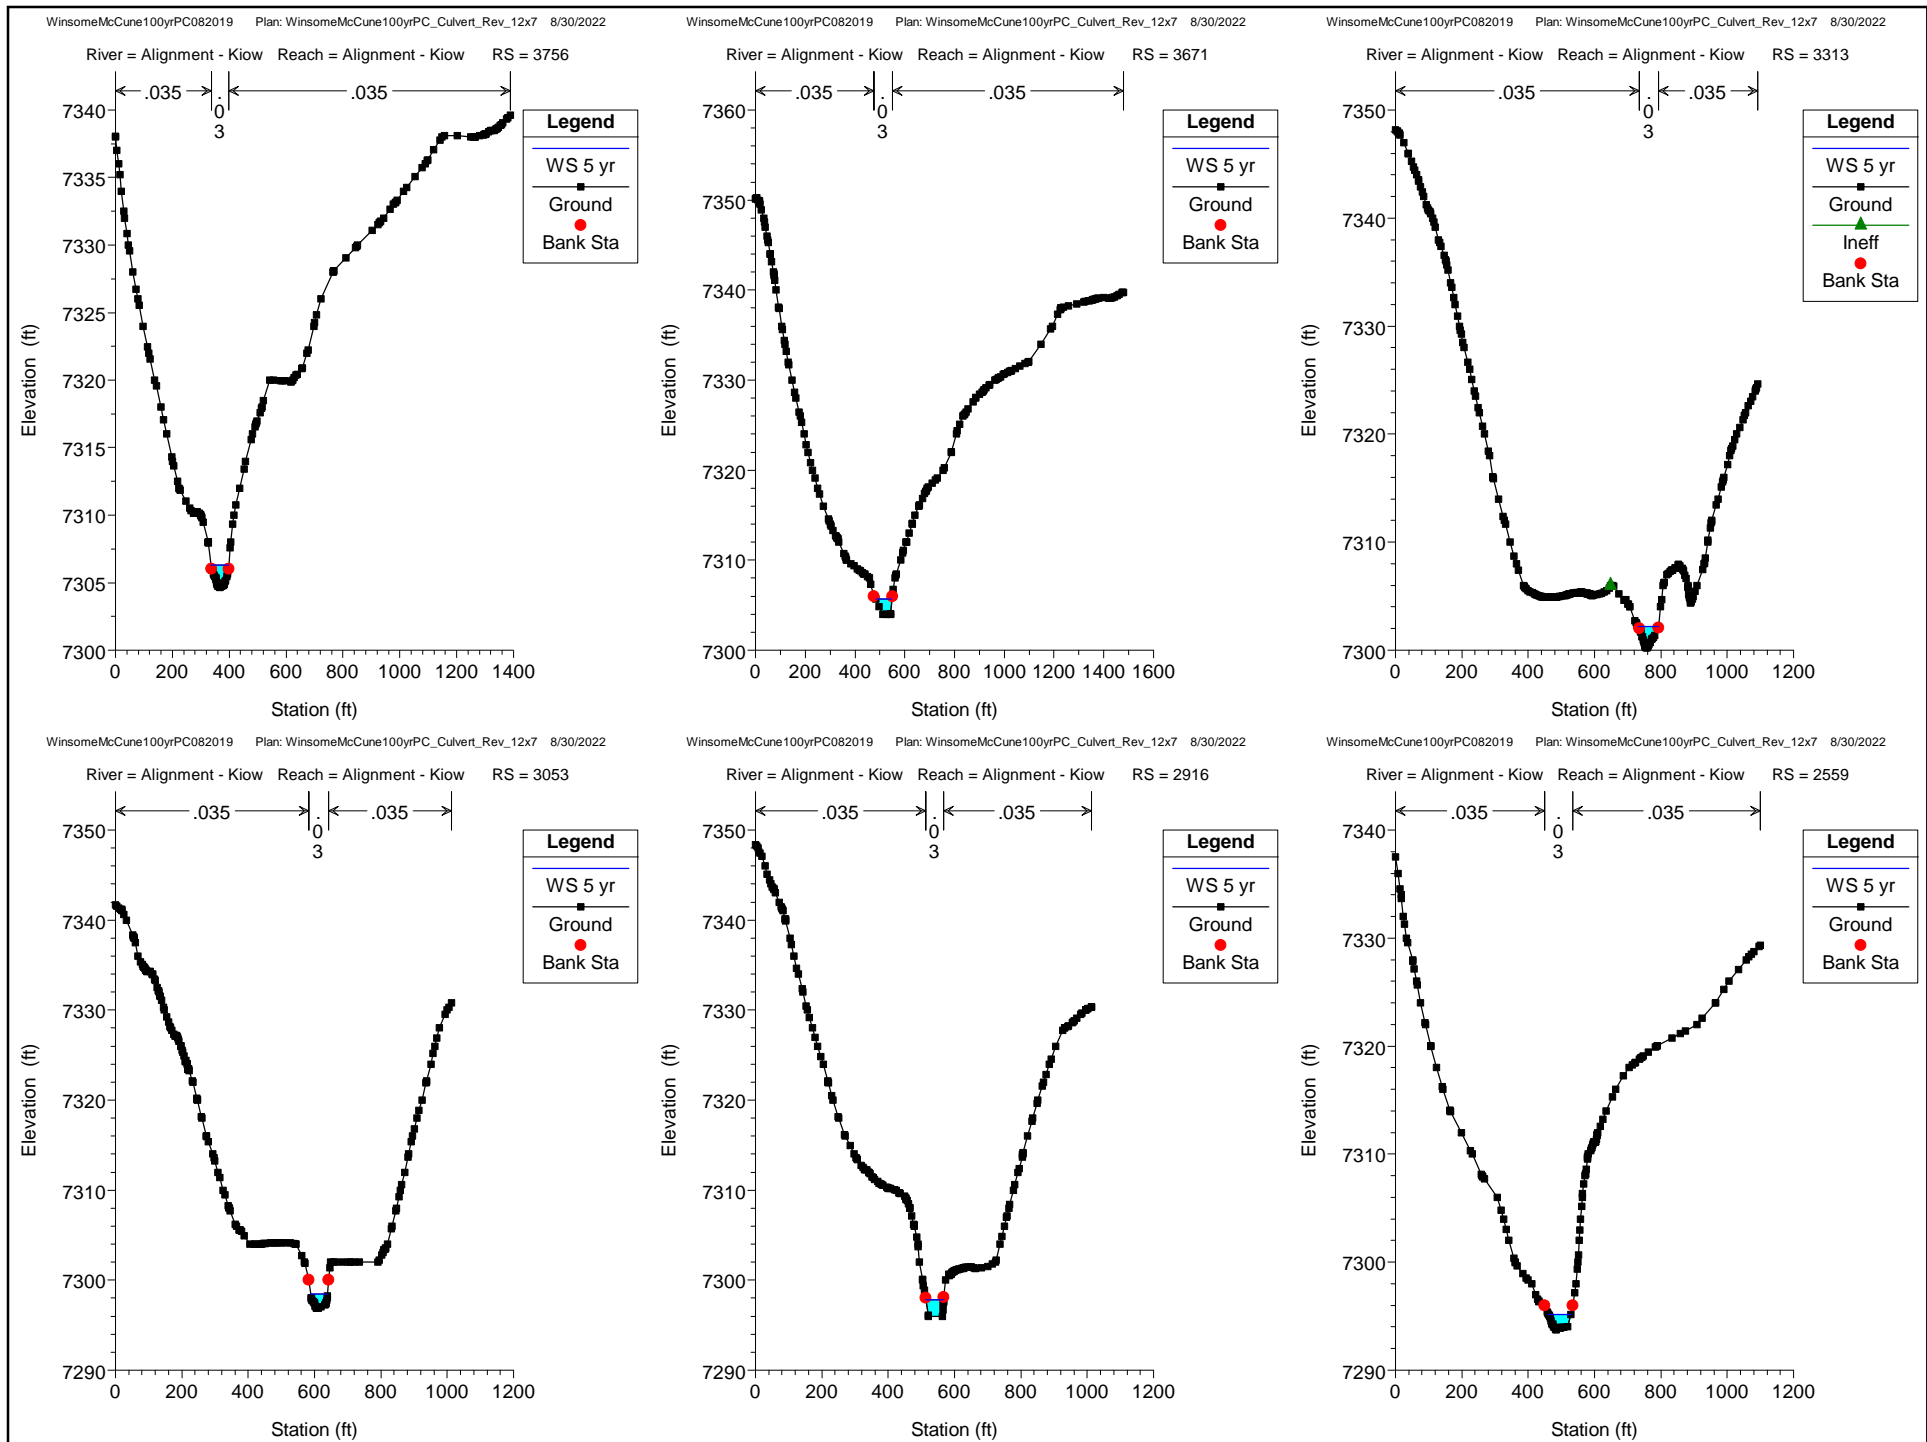 WinsomeMcCune100yrPC082019 Plan: WinsomeMcCune100yrPC_Culvert_Rev_12x7 8/30/2022
River = Alignment - Kiow Reach = Alignment - Kiow RS = 3756
.035 .03 .035
7340
7335
7330
7325
7320
7315
7310
7305
7300
Elevation (ft)
0 200 400 600 800 1000 1200 1400
Station (ft)
Legend
WS 5 yr
Ground
Bank Sta
WinsomeMcCune100yrPC082019 Plan: WinsomeMcCune100yrPC_Culvert_Rev_12x7 8/30/2022
River = Alignment - Kiow Reach = Alignment - Kiow RS = 3671
.035 .03 .035
7360
7350
7340
7330
7320
7310
7300
Elevation (ft)
0 200 400 600 800 1000 1200 1400 1600
Station (ft)
Legend
WS 5 yr
Ground
Bank Sta
WinsomeMcCune100yrPC082019 Plan: WinsomeMcCune100yrPC_Culvert_Rev_12x7 8/30/2022
River = Alignment - Kiow Reach = Alignment - Kiow RS = 3313
.035 .03 .035
7350
7340
7330
7320
7310
7300
Elevation (ft)
0 200 400 600 800 1000 1200
Station (ft)
Legend
WS 5 yr
Ground
Ineff
Bank Sta
WinsomeMcCune100yrPC082019 Plan: WinsomeMcCune100yrPC_Culvert_Rev_12x7 8/30/2022
River = Alignment - Kiow Reach = Alignment - Kiow RS = 3053
.035 .03 .035
7350
7340
7330
7320
7310
7300
7290
Elevation (ft)
0 200 400 600 800 1000 1200
Station (ft)
Legend
WS 5 yr
Ground
Bank Sta
WinsomeMcCune100yrPC082019 Plan: WinsomeMcCune100yrPC_Culvert_Rev_12x7 8/30/2022
River = Alignment - Kiow Reach = Alignment - Kiow RS = 2916
.035 .03 .035
7350
7340
7330
7320
7310
7300
7290
Elevation (ft)
0 200 400 600 800 1000 1200
Station (ft)
Legend
WS 5 yr
Ground
Bank Sta
WinsomeMcCune100yrPC082019 Plan: WinsomeMcCune100yrPC_Culvert_Rev_12x7 8/30/2022
River = Alignment - Kiow Reach = Alignment - Kiow RS = 2559
.035 .03 .035
7340
7330
7320
7310
7300
7290
Elevation (ft)
0 200 400 600 800 1000 1200
Station (ft)
Legend
WS 5 yr
Ground
Bank Sta